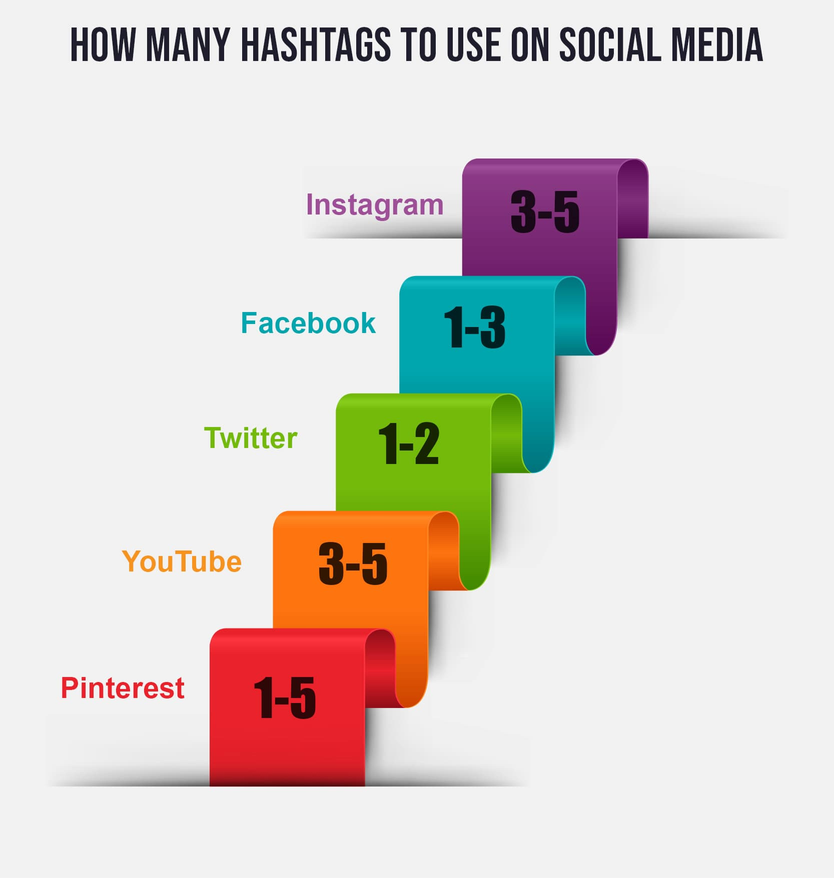 HOW MANY HASHTAGS TO USE ON SOCIAL MEDIA
Instagram 3-5
Facebook 1-3
Twitter 1-2
YouTube 3-5
Pinterest 1-5